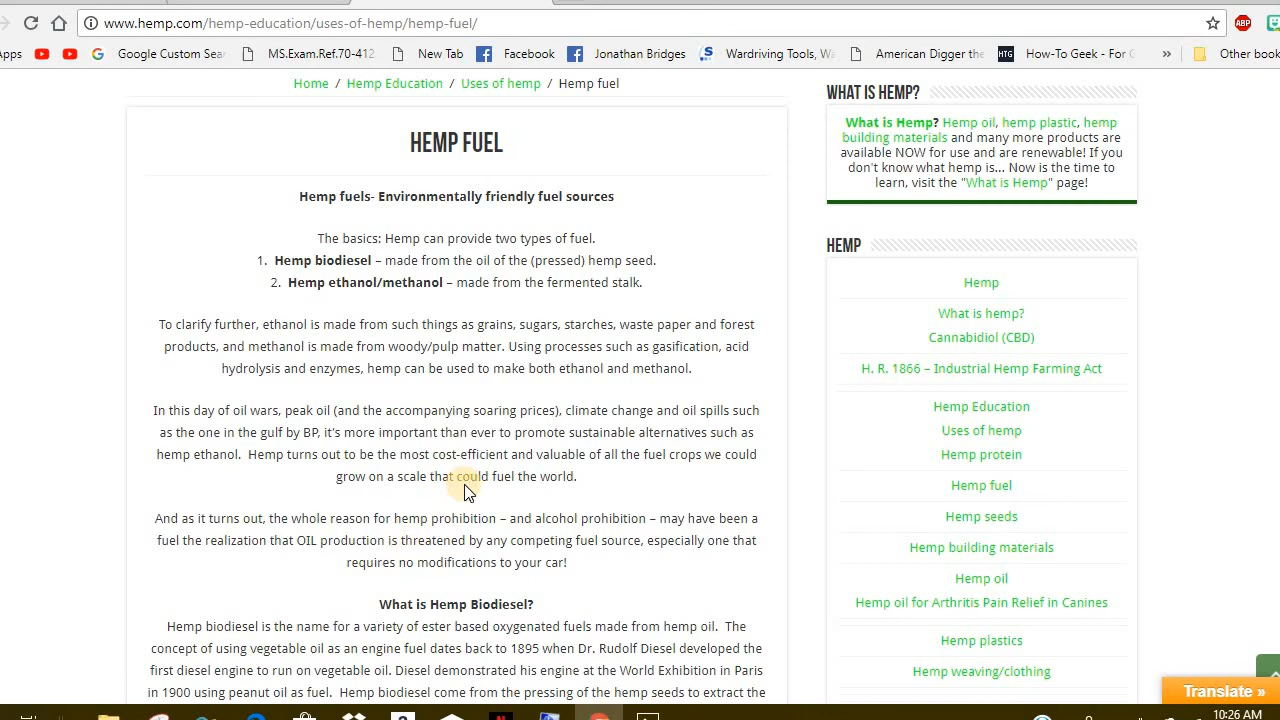 www.hemp.com/hemp-education/uses-of-hemp/hemp-fuel/
ABP
Apps
Google Custom Sear
MS.Exam.Ref.70-412
New Tab
Facebook
Jonathan Bridges
Wardriving Tools, Wa
American Digger the
HTG
How-To Geek - For G
»
Other book
Home / Hemp Education / Uses of hemp / Hemp fuel
HEMP FUEL
Hemp fuels- Environmentally friendly fuel sources
The basics: Hemp can provide two types of fuel.
1. Hemp biodiesel – made from the oil of the (pressed) hemp seed.
2. Hemp ethanol/methanol – made from the fermented stalk.
To clarify further, ethanol is made from such things as grains, sugars, starches, waste paper and forest
products, and methanol is made from woody/pulp matter. Using processes such as gasification, acid
hydrolysis and enzymes, hemp can be used to make both ethanol and methanol.
In this day of oil wars, peak oil (and the accompanying soaring prices), climate change and oil spills such
as the one in the gulf by BP, it's more important than ever to promote sustainable alternatives such as
hemp ethanol. Hemp turns out to be the most cost-efficient and valuable of all the fuel crops we could
grow on a scale that could fuel the world.
And as it turns out, the whole reason for hemp prohibition – and alcohol prohibition – may have been a
fuel the realization that OIL production is threatened by any competing fuel source, especially one that
requires no modifications to your car!
What is Hemp Biodiesel?
Hemp biodiesel is the name for a variety of ester based oxygenated fuels made from hemp oil. The
concept of using vegetable oil as an engine fuel dates back to 1895 when Dr. Rudolf Diesel developed the
first diesel engine to run on vegetable oil. Diesel demonstrated his engine at the World Exhibition in Paris
in 1900 using peanut oil as fuel. Hemp biodiesel come from the pressing of the hemp seeds to extract the
WHAT IS HEMP?
What is Hemp? Hemp oil, hemp plastic, hemp
building materials and many more products are
available NOW for use and are renewable! If you
don't know what hemp is... Now is the time to
learn, visit the "What is Hemp" page!
HEMP
Hemp
What is hemp?
Cannabidiol (CBD)
H. R. 1866 – Industrial Hemp Farming Act
Hemp Education
Uses of hemp
Hemp protein
Hemp fuel
Hemp seeds
Hemp building materials
Hemp oil
Hemp oil for Arthritis Pain Relief in Canines
Hemp plastics
Hemp weaving/clothing
Translate »
10:26 AM